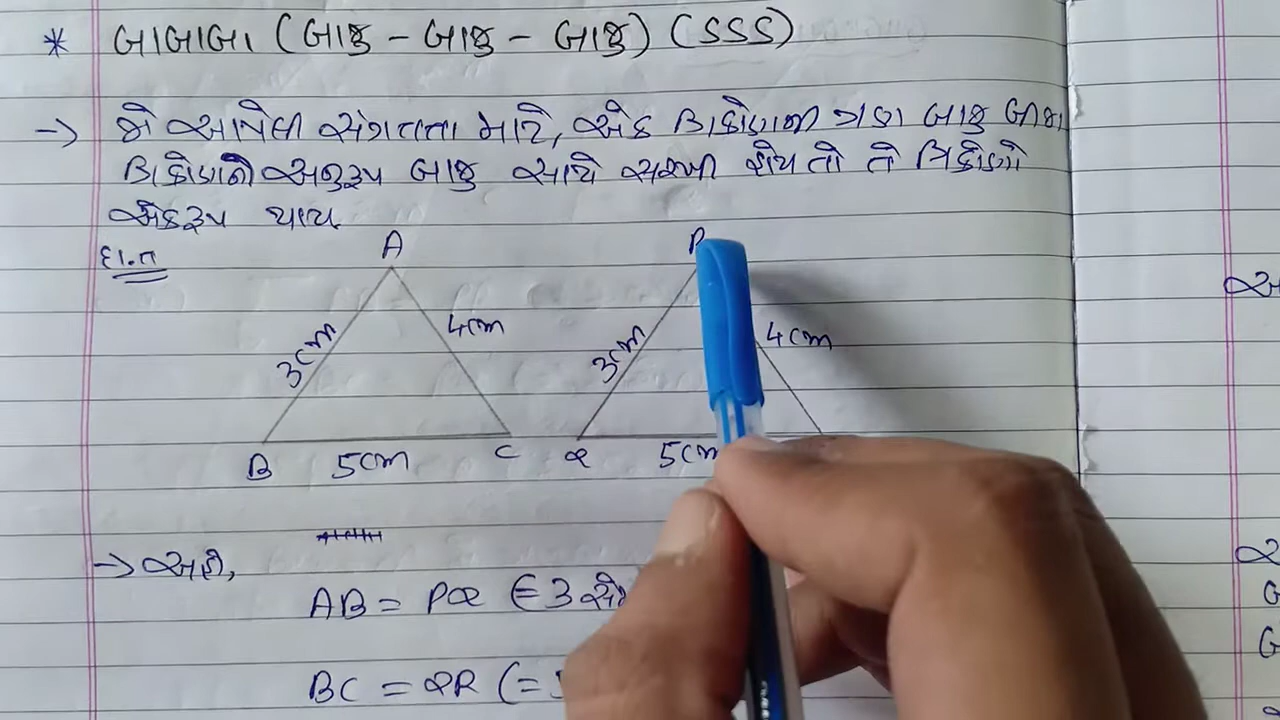 * બાબાબા (બાજુ - બાજુ - બાજુ) (SSS)
→ જો આપેલી સંગતતા માટે, એક ત્રિકોણની ત્રણ બાજુ બીજા
ત્રિકોણની અનુરૂપ બાજુ સાથે સરખી હોય તો તે ત્રિકોણો
એકરૂપ થાય
દા.ત
A P
3cm 4cm 3cm 4cm
B 5cm C Q 5cm
→ અહીં,
AB = PQ (= 3 સે
BC = QR (=